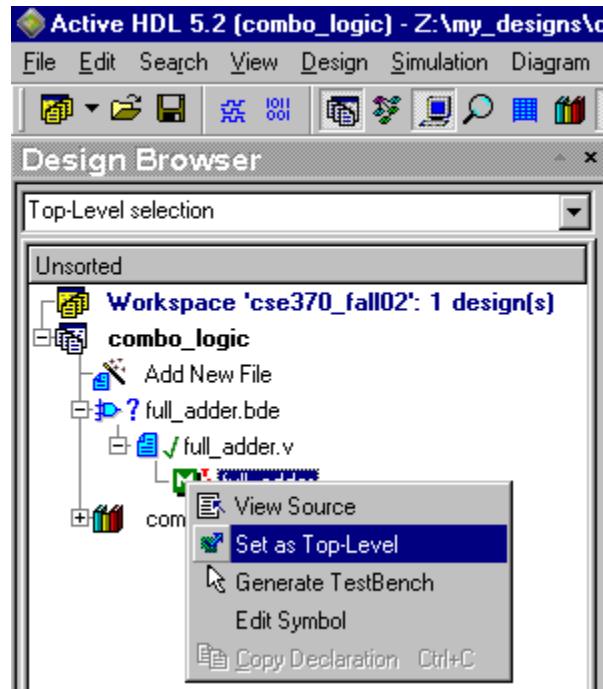 Active HDL 5.2 (combo_logic) - Z:\my_designs\c
File Edit Search View Design Simulation Diagram
Design Browser
Top-Level selection
Unsorted
Workspace 'cse370_fall02': 1 design(s)
combo_logic
Add New File
? full_adder.bde
full_adder.v
com
View Source
Set as Top-Level
Generate TestBench
Edit Symbol
Copy Declaration Ctrl+C